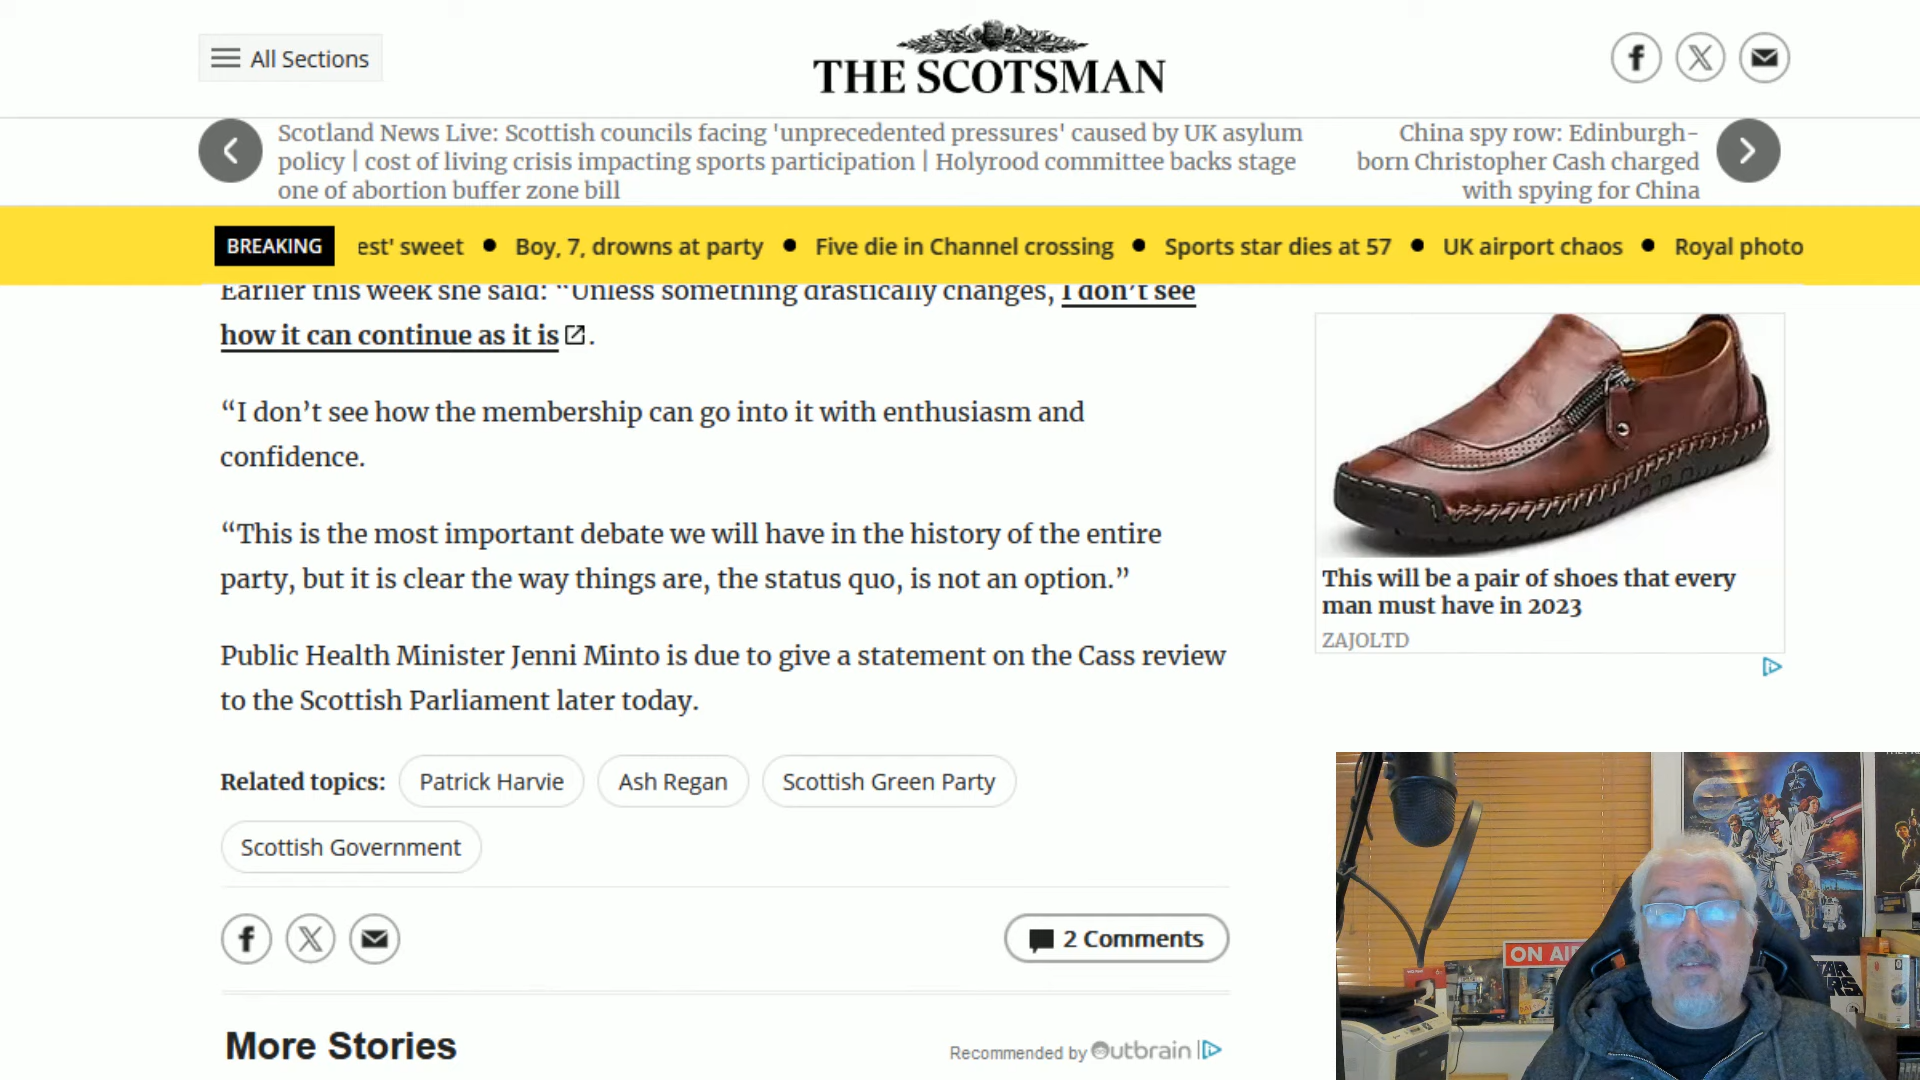 All Sections
THE SCOTSMAN
Scotland News Live: Scottish councils facing 'unprecedented pressures' caused by UK asylum
policy | cost of living crisis impacting sports participation | Holyrood committee backs stage
one of abortion buffer zone bill
China spy row: Edinburgh-
born Christopher Cash charged
with spying for China
BREAKING est' sweet • Boy, 7, drowns at party • Five die in Channel crossing • Sports star dies at 57 • UK airport chaos • Royal photo
Earlier this week she said: “Unless something drastically changes, I don’t see
how it can continue as it is.
“I don’t see how the membership can go into it with enthusiasm and
confidence.
“This is the most important debate we will have in the history of the entire
party, but it is clear the way things are, the status quo, is not an option.”
Public Health Minister Jenni Minto is due to give a statement on the Cass review
to the Scottish Parliament later today.
Related topics: Patrick Harvie Ash Regan Scottish Green Party
Scottish Government
2 Comments
More Stories
Recommended by Outbrain
This will be a pair of shoes that every
man must have in 2023
ZAJOLTD
ON AI
TAR
RS